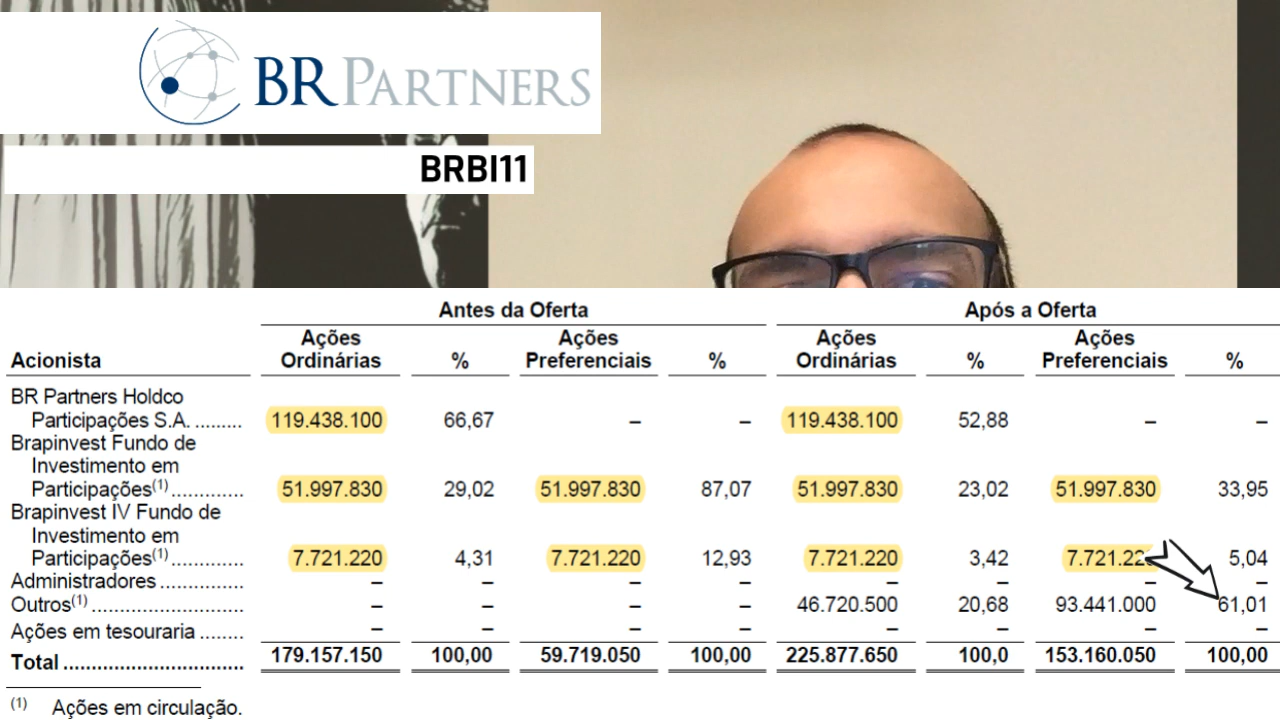 BR PARTNERS
BRBI11
Antes da Oferta Após a Oferta
Ações Ações Ações Ações
Acionista Ordinárias % Preferenciais % Ordinárias % Preferenciais %
BR Partners Holdco
Participações S.A. ......... 119.438.100 66,67 – – 119.438.100 52,88 – –
Brapinvest Fundo de
Investimento em
Participações(1) ............. 51.997.830 29,02 51.997.830 87,07 51.997.830 23,02 51.997.830 33,95
Brapinvest IV Fundo de
Investimento em
Participações(1) ............. 7.721.220 4,31 7.721.220 12,93 7.721.220 3,42 7.721.22 5,04
Administradores ............... – – – – – – – –
Outros(1) ........................... – – – – 46.720.500 20,68 93.441.000 61,01
Ações em tesouraria ........ – – – – – – – –
Total ................................ 179.157.150 100,00 59.719.050 100,00 225.877.650 100,0 153.160.050 100,00
(1) Ações em circulação.